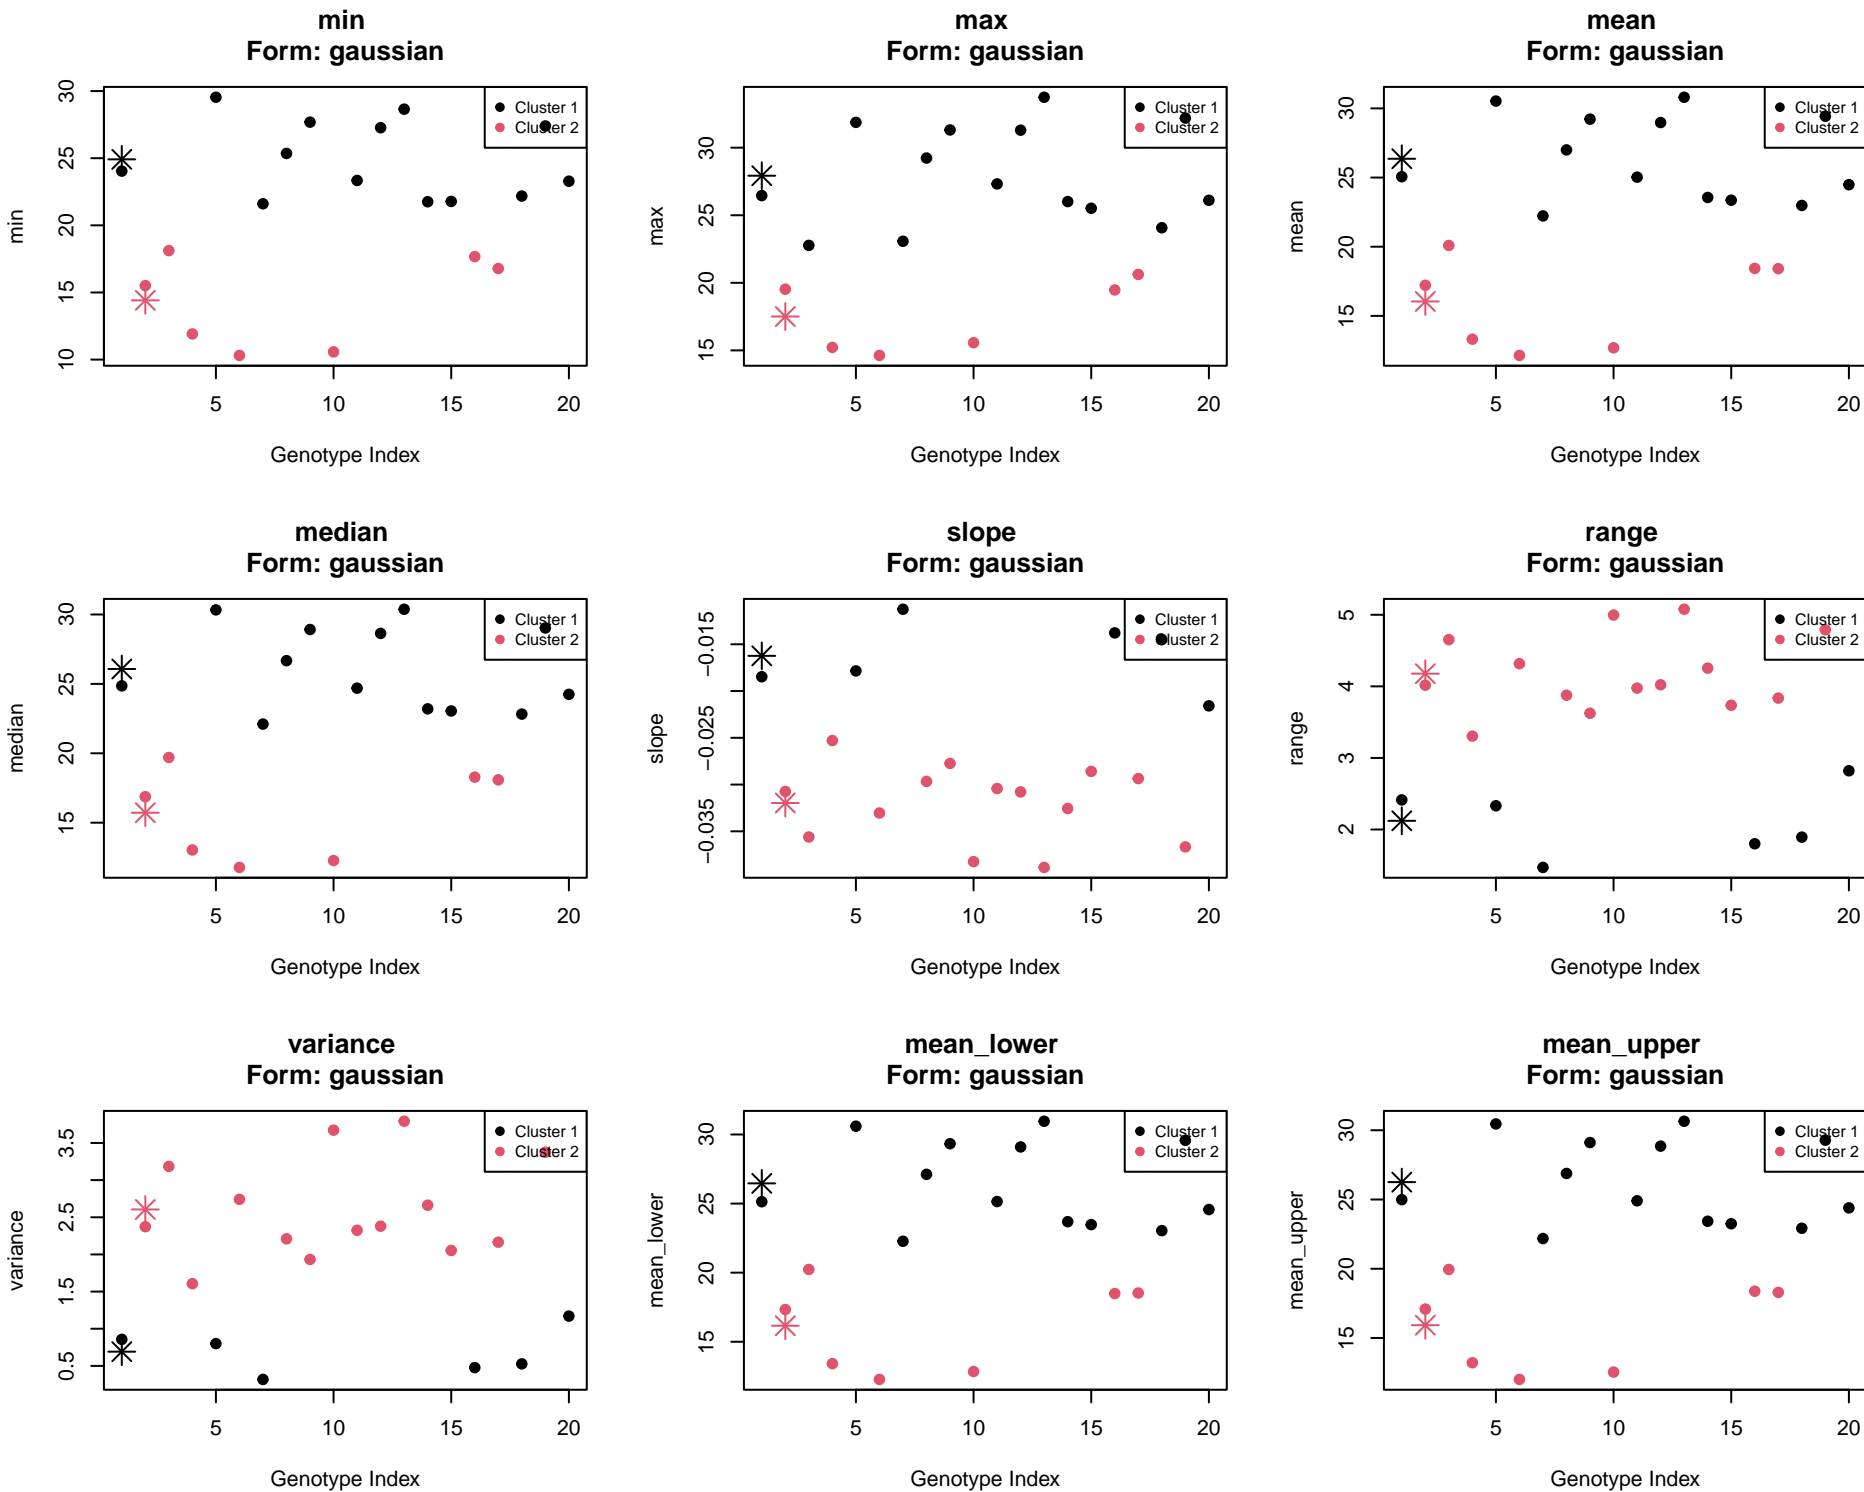 min
Form: gaussian
30
25
20
15
10
min
Cluster 1
Cluster 2
5
10
15
20
Genotype Index
max
Form: gaussian
30
25
20
15
max
Cluster 1
Cluster 2
5
10
15
20
Genotype Index
mean
Form: gaussian
30
25
20
15
mean
Cluster 1
Cluster 2
5
10
15
20
Genotype Index
median
Form: gaussian
30
25
20
15
median
Cluster 1
Cluster 2
5
10
15
20
Genotype Index
slope
Form: gaussian
−0.015
−0.025
−0.035
slope
Cluster 1
Cluster 2
5
10
15
20
Genotype Index
range
Form: gaussian
5
4
3
2
range
Cluster 1
Cluster 2
5
10
15
20
Genotype Index
variance
Form: gaussian
3.5
2.5
1.5
0.5
variance
Cluster 1
Cluster 2
5
10
15
20
Genotype Index
mean_lower
Form: gaussian
30
25
20
15
mean_lower
Cluster 1
Cluster 2
5
10
15
20
Genotype Index
mean_upper
Form: gaussian
30
25
20
15
mean_upper
Cluster 1
Cluster 2
5
10
15
20
Genotype Index